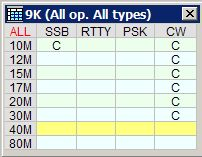 9K (All op. All types)
ALL SSB RTTY PSK CW
10M C C
12M C
15M C
17M C
20M C
30M C
40M
80M